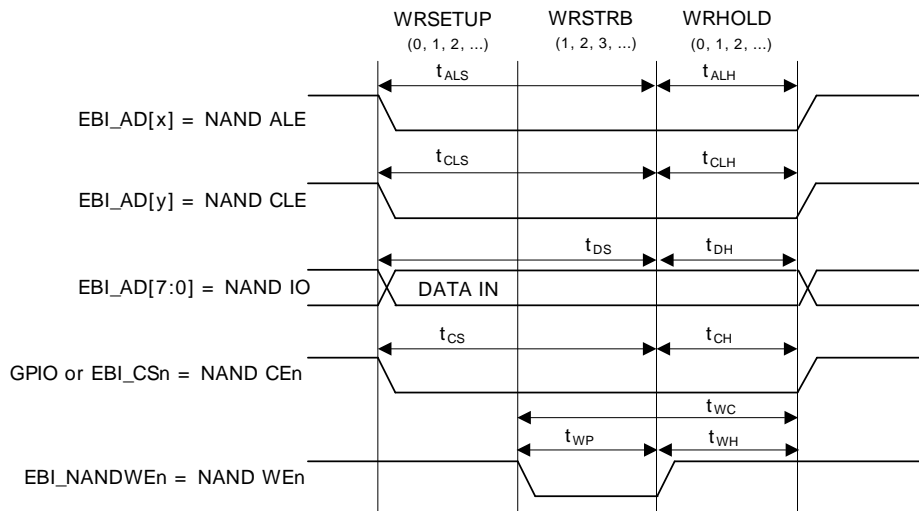 WRSETUP WRSTRB WRHOLD
(0, 1, 2, ...) (1, 2, 3, ...) (0, 1, 2, ...)
tALS tALH
EBI_AD[x] = NAND ALE
tCLS tCLH
EBI_AD[y] = NAND CLE
tDS tDH
EBI_AD[7:0] = NAND IO DATA IN
tCS tCH
GPIO or EBI_CSn = NAND CEn
tWC
tWP tWH
EBI_NANDWEn = NAND WEn